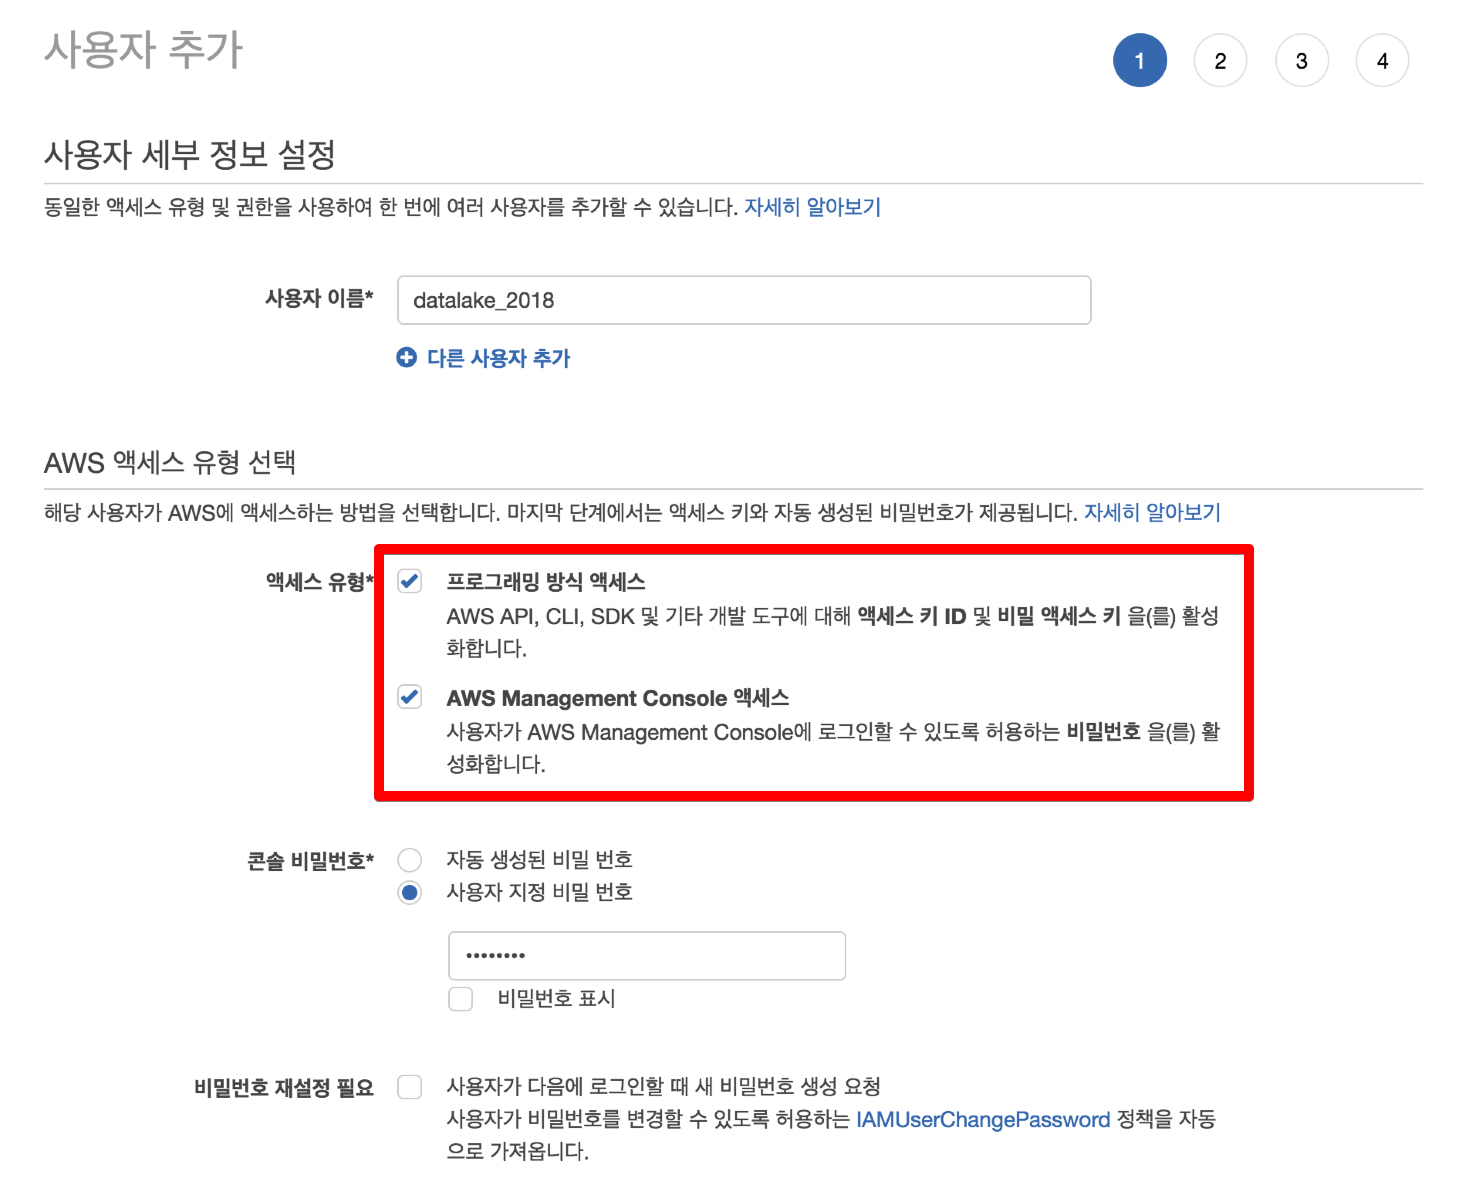 사용자 추가
1 2 3 4
사용자 세부 정보 설정
동일한 액세스 유형 및 권한을 사용하여 한 번에 여러 사용자를 추가할 수 있습니다. 자세히 알아보기
사용자 이름* datalake_2018
다른 사용자 추가
AWS 액세스 유형 선택
해당 사용자가 AWS에 액세스하는 방법을 선택합니다. 마지막 단계에서는 액세스 키와 자동 생성된 비밀번호가 제공됩니다. 자세히 알아보기
액세스 유형* 프로그래밍 방식 액세스
AWS API, CLI, SDK 및 기타 개발 도구에 대해 액세스 키 ID 및 비밀 액세스 키 을(를) 활성
화합니다.
AWS Management Console 액세스
사용자가 AWS Management Console에 로그인할 수 있도록 허용하는 비밀번호 을(를) 활
성화합니다.
콘솔 비밀번호* 자동 생성된 비밀 번호
사용자 지정 비밀 번호
••••••••
비밀번호 표시
비밀번호 재설정 필요 사용자가 다음에 로그인할 때 새 비밀번호 생성 요청
사용자가 비밀번호를 변경할 수 있도록 허용하는 IAMUserChangePassword 정책을 자동
으로 가져옵니다.